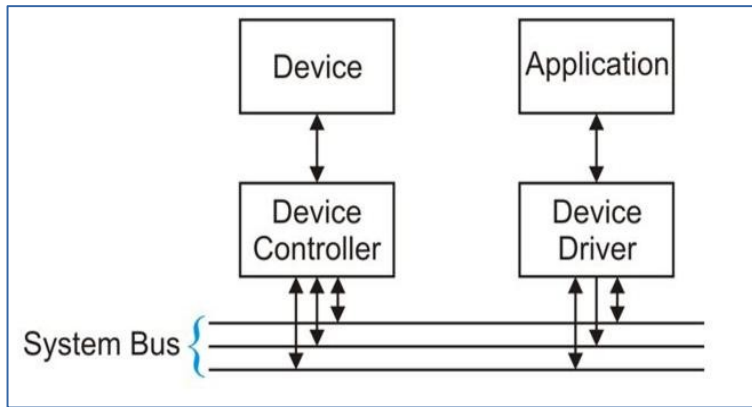 Device
Application
Device
Controller
Device
Driver
System Bus